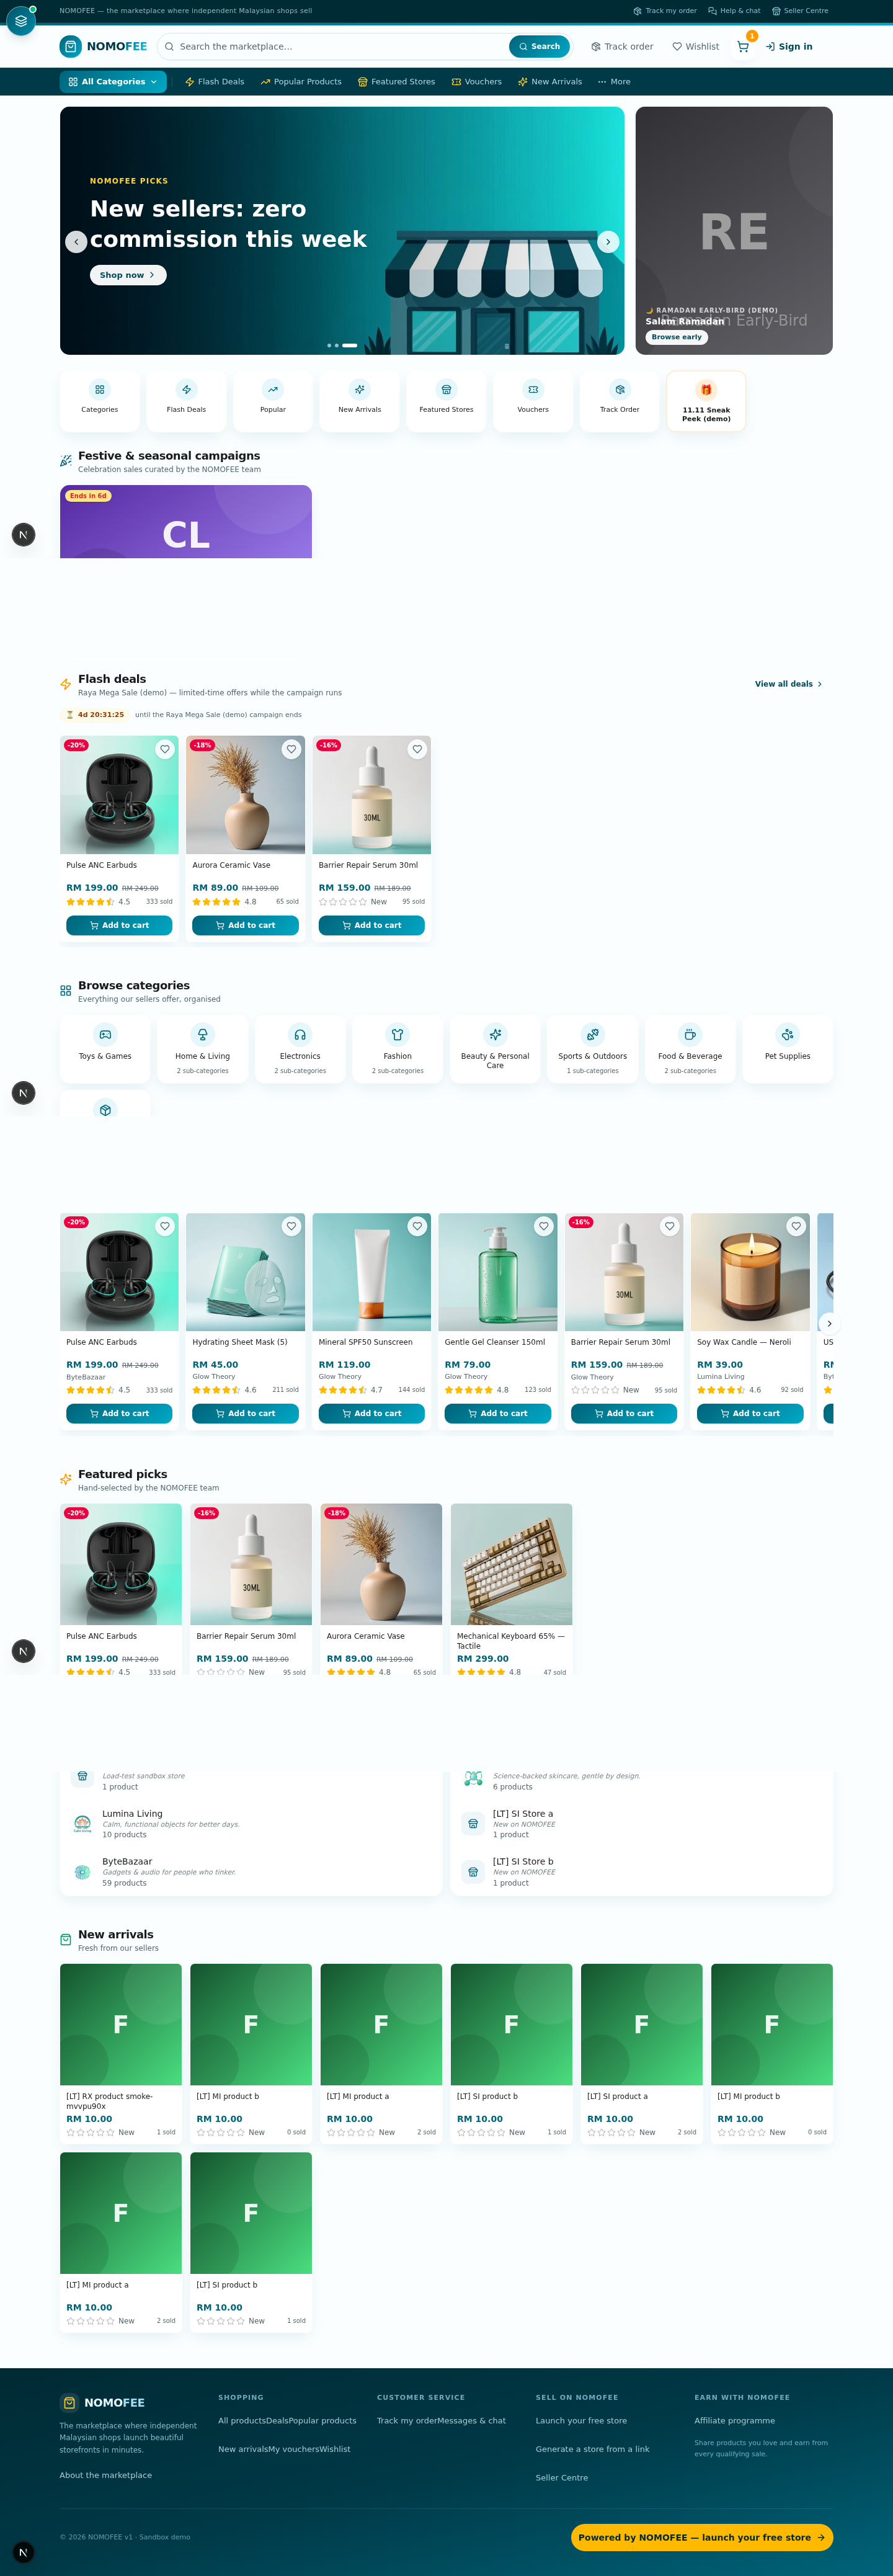 NOMOFEE — the marketplace where independent Malaysian shops sell
Track my order
Help & chat
Seller Centre
NOMOFEE
Search the marketplace...
Search
Track order
Wishlist
1
Sign in
All Categories
Flash Deals
Popular Products
Featured Stores
Vouchers
New Arrivals
More
NOMOFEE PICKS
New sellers: zero
commission this week
Shop now
RE
Ramadan Early-Bird
🌙 RAMADAN EARLY-BIRD (DEMO)
Salam Ramadan
Browse early
Categories
Flash Deals
Popular
New Arrivals
Featured Stores
Vouchers
Track Order
11.11 Sneak
Peek (demo)
Festive & seasonal campaigns
Celebration sales curated by the NOMOFEE team
Ends in 6d
CL
N
Flash deals
Raya Mega Sale (demo) — limited-time offers while the campaign runs
View all deals
4d 20:31:25
until the Raya Mega Sale (demo) campaign ends
-20%
-18%
-16%
30ML
Pulse ANC Earbuds
Aurora Ceramic Vase
Barrier Repair Serum 30ml
RM 199.00 RM 249.00
RM 89.00 RM 109.00
RM 159.00 RM 189.00
4.5 333 sold
4.8 65 sold
New 95 sold
Add to cart
Add to cart
Add to cart
Browse categories
Everything our sellers offer, organised
Toys & Games
Home & Living
2 sub-categories
Electronics
2 sub-categories
Fashion
2 sub-categories
Beauty & Personal
Care
Sports & Outdoors
1 sub-categories
Food & Beverage
2 sub-categories
Pet Supplies
N
-20%
-16%
30ML
Pulse ANC Earbuds
Hydrating Sheet Mask (5)
Mineral SPF50 Sunscreen
Gentle Gel Cleanser 150ml
Barrier Repair Serum 30ml
Soy Wax Candle — Neroli
US
RM 199.00 RM 249.00
RM 45.00
RM 119.00
RM 79.00
RM 159.00 RM 189.00
RM 39.00
ByteBazaar
Glow Theory
Glow Theory
Glow Theory
Glow Theory
Lumina Living
4.5 333 sold
4.6 211 sold
4.7 144 sold
4.8 123 sold
New 95 sold
4.6 92 sold
Add to cart
Add to cart
Add to cart
Add to cart
Add to cart
Add to cart
Featured picks
Hand-selected by the NOMOFEE team
-20%
-16%
-18%
30ML
Pulse ANC Earbuds
Barrier Repair Serum 30ml
Aurora Ceramic Vase
Mechanical Keyboard 65% —
Tactile
RM 199.00 RM 249.00
RM 159.00 RM 189.00
RM 89.00 RM 109.00
RM 299.00
4.5 333 sold
New 95 sold
4.8 65 sold
4.8 47 sold
N
Load-test sandbox store
1 product
Science-backed skincare, gentle by design.
6 products
Lumina Living
Calm, functional objects for better days.
10 products
[LT] SI Store a
New on NOMOFEE
1 product
ByteBazaar
Gadgets & audio for people who tinker.
59 products
[LT] SI Store b
New on NOMOFEE
1 product
New arrivals
Fresh from our sellers
F
F
F
F
F
F
[LT] RX product smoke-
mvvpu90x
[LT] MI product b
[LT] MI product a
[LT] SI product b
[LT] SI product a
[LT] MI product b
RM 10.00
RM 10.00
RM 10.00
RM 10.00
RM 10.00
RM 10.00
New 1 sold
New 0 sold
New 2 sold
New 1 sold
New 2 sold
New 0 sold
F
F
[LT] MI product a
[LT] SI product b
RM 10.00
RM 10.00
New 2 sold
New 1 sold
NOMOFEE
The marketplace where independent
Malaysian shops launch beautiful
storefronts in minutes.
About the marketplace
SHOPPING
All productsDealsPopular products
New arrivalsMy vouchersWishlist
CUSTOMER SERVICE
Track my orderMessages & chat
SELL ON NOMOFEE
Launch your free store
Generate a store from a link
Seller Centre
EARN WITH NOMOFEE
Affiliate programme
Share products you love and earn from
every qualifying sale.
© 2026 NOMOFEE v1 · Sandbox demo
Powered by NOMOFEE — launch your free store
N